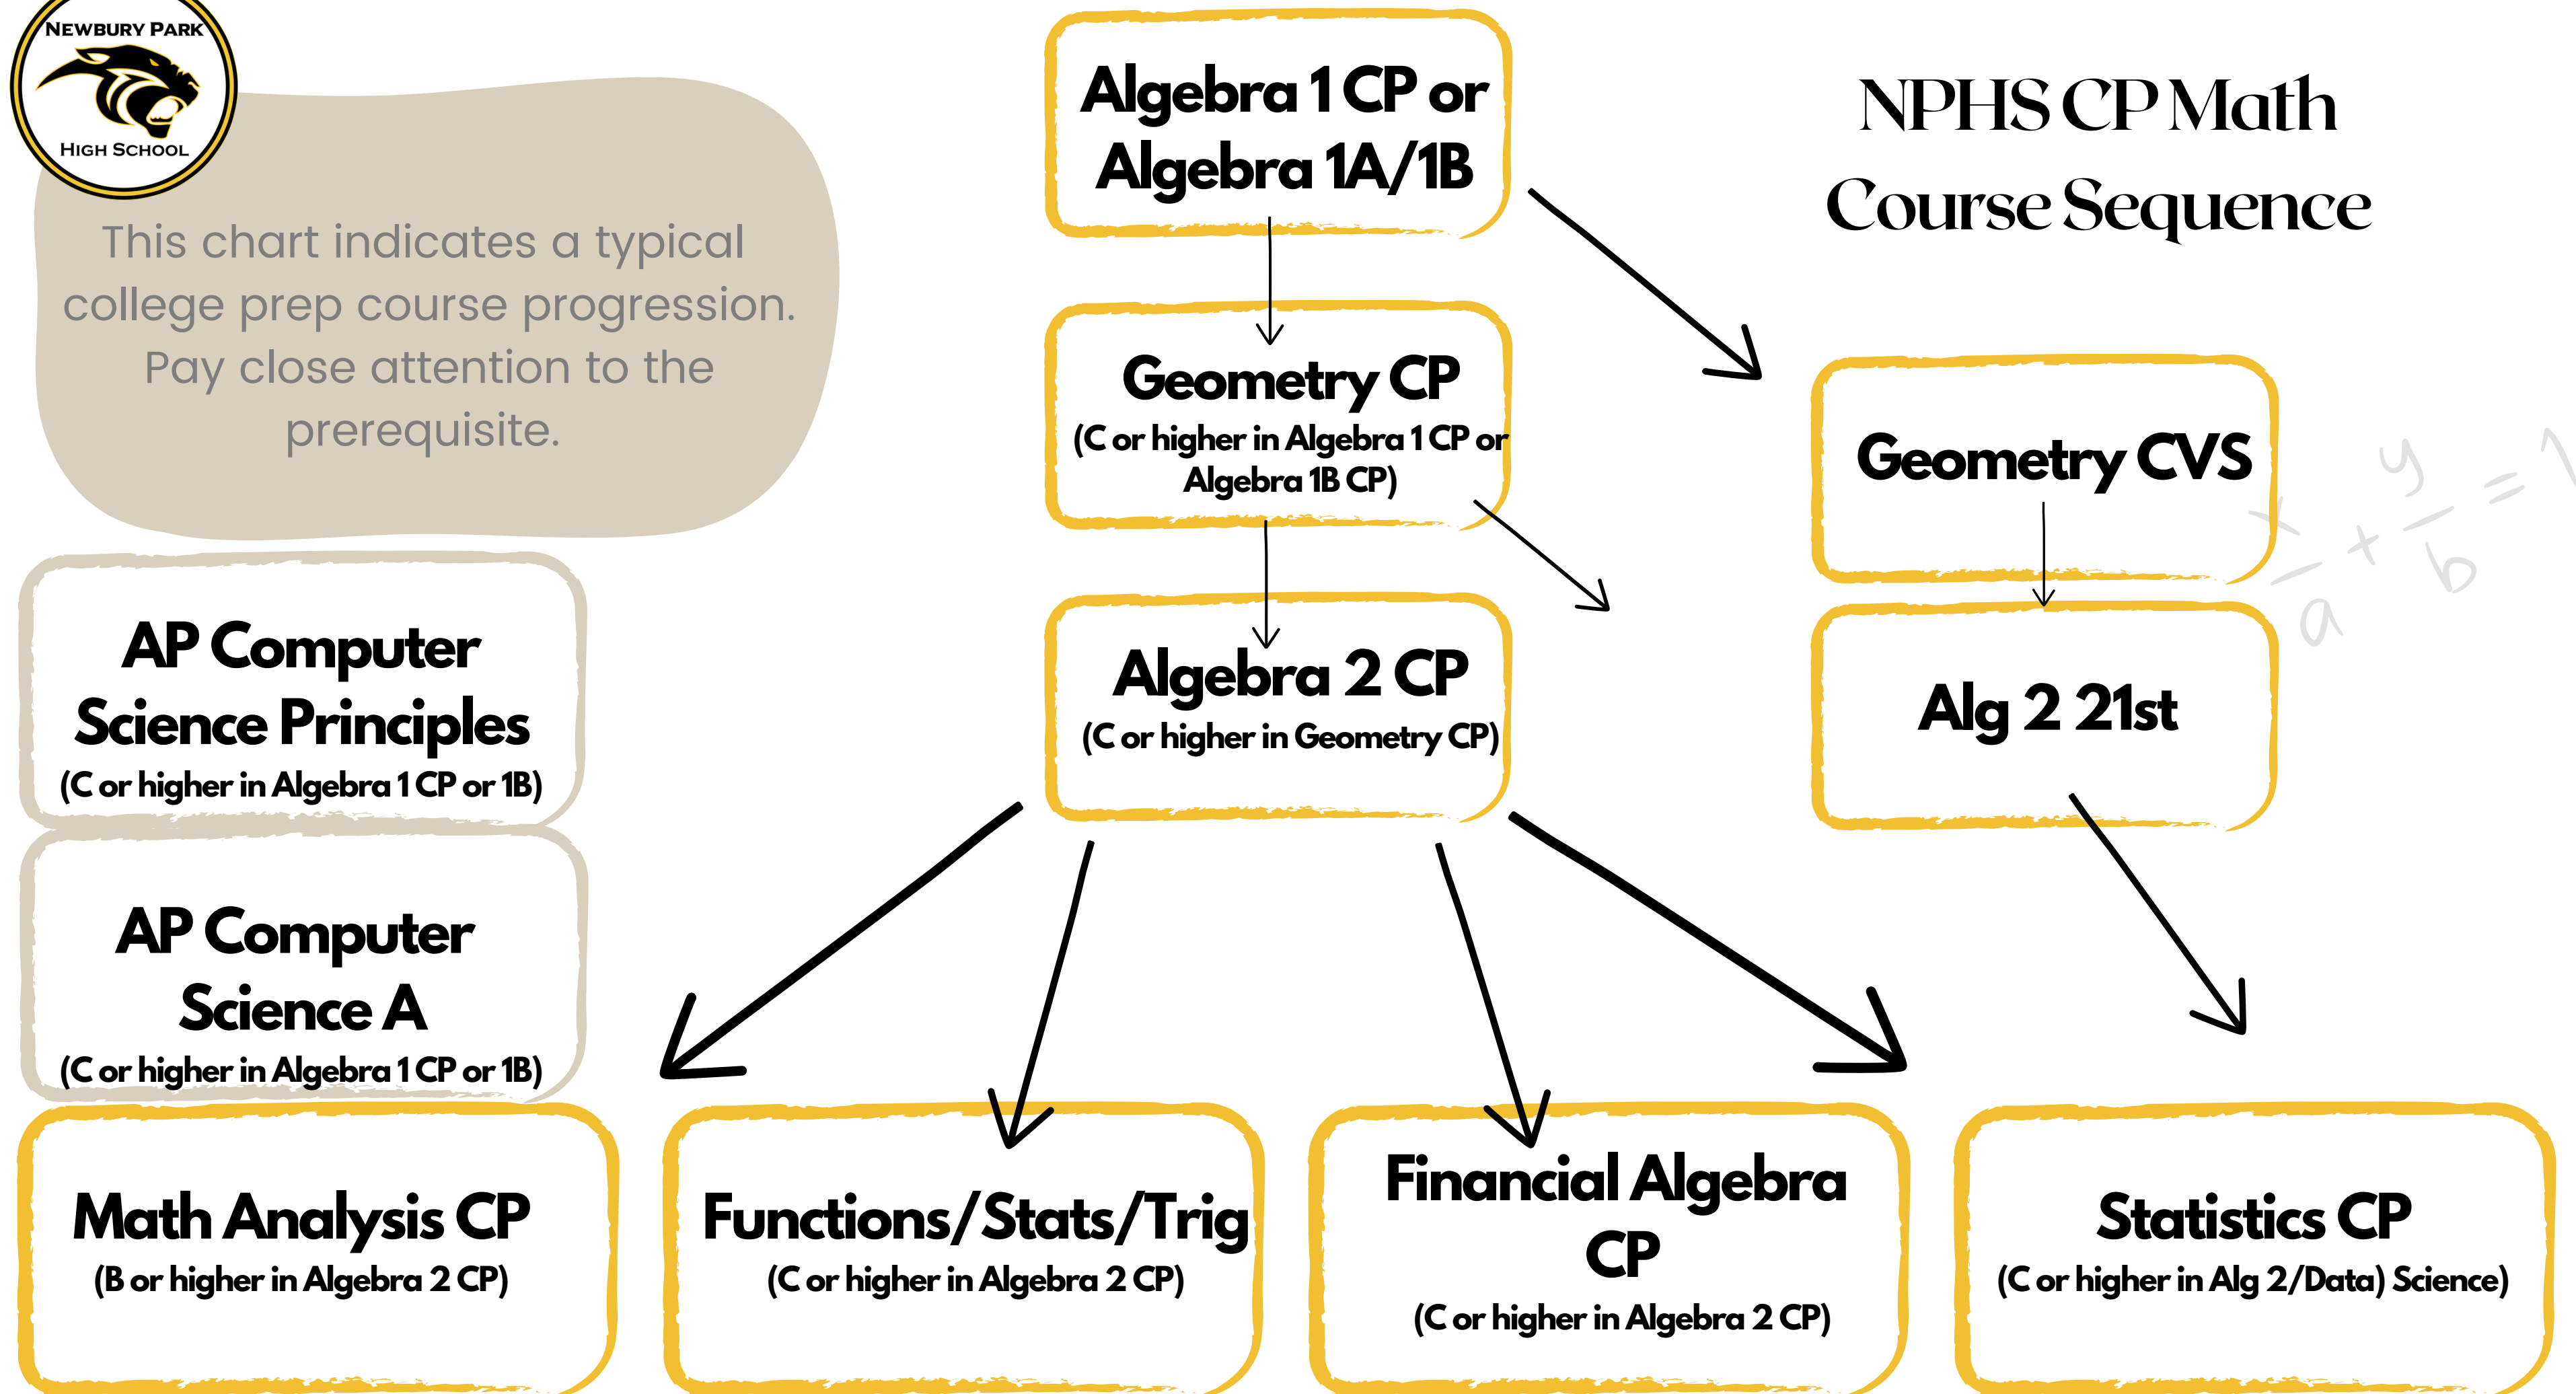 NEWBURY PARK
HIGH SCHOOL
This chart indicates a typical
college prep course progression.
Pay close attention to the
prerequisite.
NPHS CP Math
Course Sequence
Algebra 1 CP or
Algebra 1A/1B
Geometry CP
(C or higher in Algebra 1 CP or
Algebra 1B CP)
Geometry CVS
x/a + y/b = 1
Algebra 2 CP
(C or higher in Geometry CP)
Alg 2 21st
AP Computer
Science Principles
(C or higher in Algebra 1 CP or 1B)
AP Computer
Science A
(C or higher in Algebra 1 CP or 1B)
Math Analysis CP
(B or higher in Algebra 2 CP)
Functions/Stats/Trig
(C or higher in Algebra 2 CP)
Financial Algebra
CP
(C or higher in Algebra 2 CP)
Statistics CP
(C or higher in Alg 2/Data) Science)